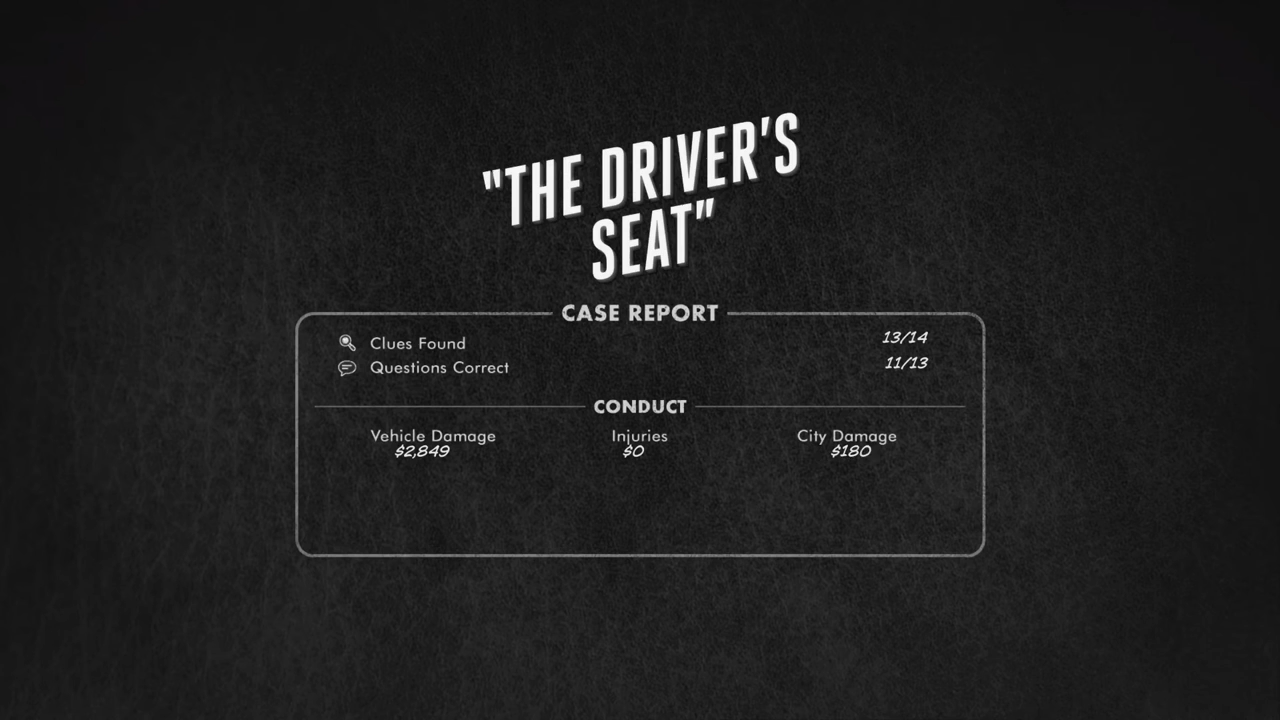 "THE DRIVER'S
SEAT"
CASE REPORT
Clues Found 13/14
Questions Correct 11/13
CONDUCT
Vehicle Damage Injuries City Damage
$2,849 $0 $180